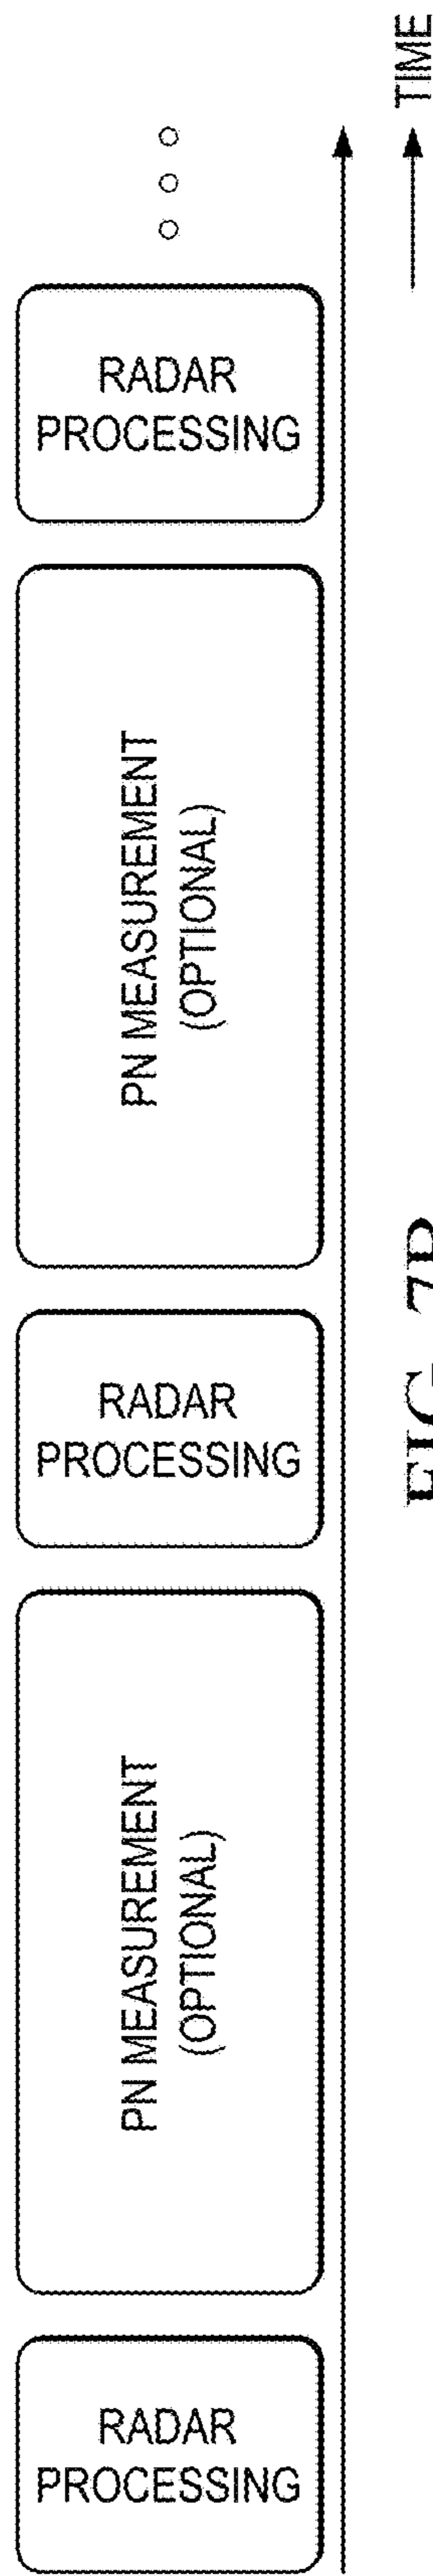 RADAR
PROCESSING
PN MEASUREMENT
(OPTIONAL)
RADAR
PROCESSING
PN MEASUREMENT
(OPTIONAL)
RADAR
PROCESSING
TIME
FIG